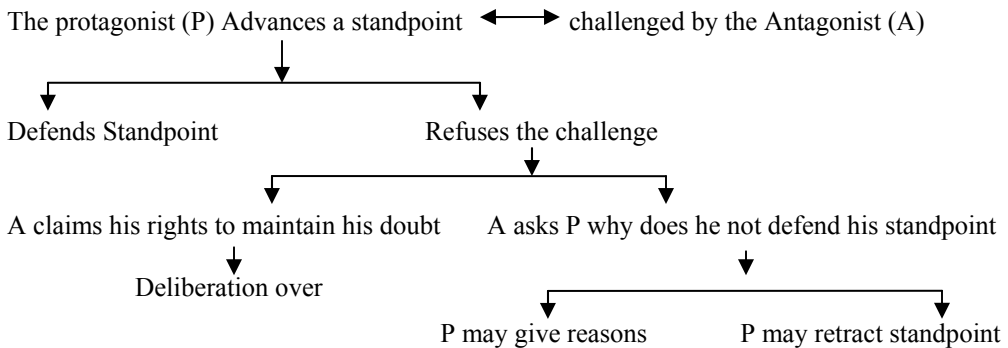 The protagonist (P) Advances a standpoint challenged by the Antagonist (A)
Defends Standpoint Refuses the challenge
A claims his rights to maintain his doubt A asks P why does he not defend his standpoint
Deliberation over
P may give reasons P may retract standpoint